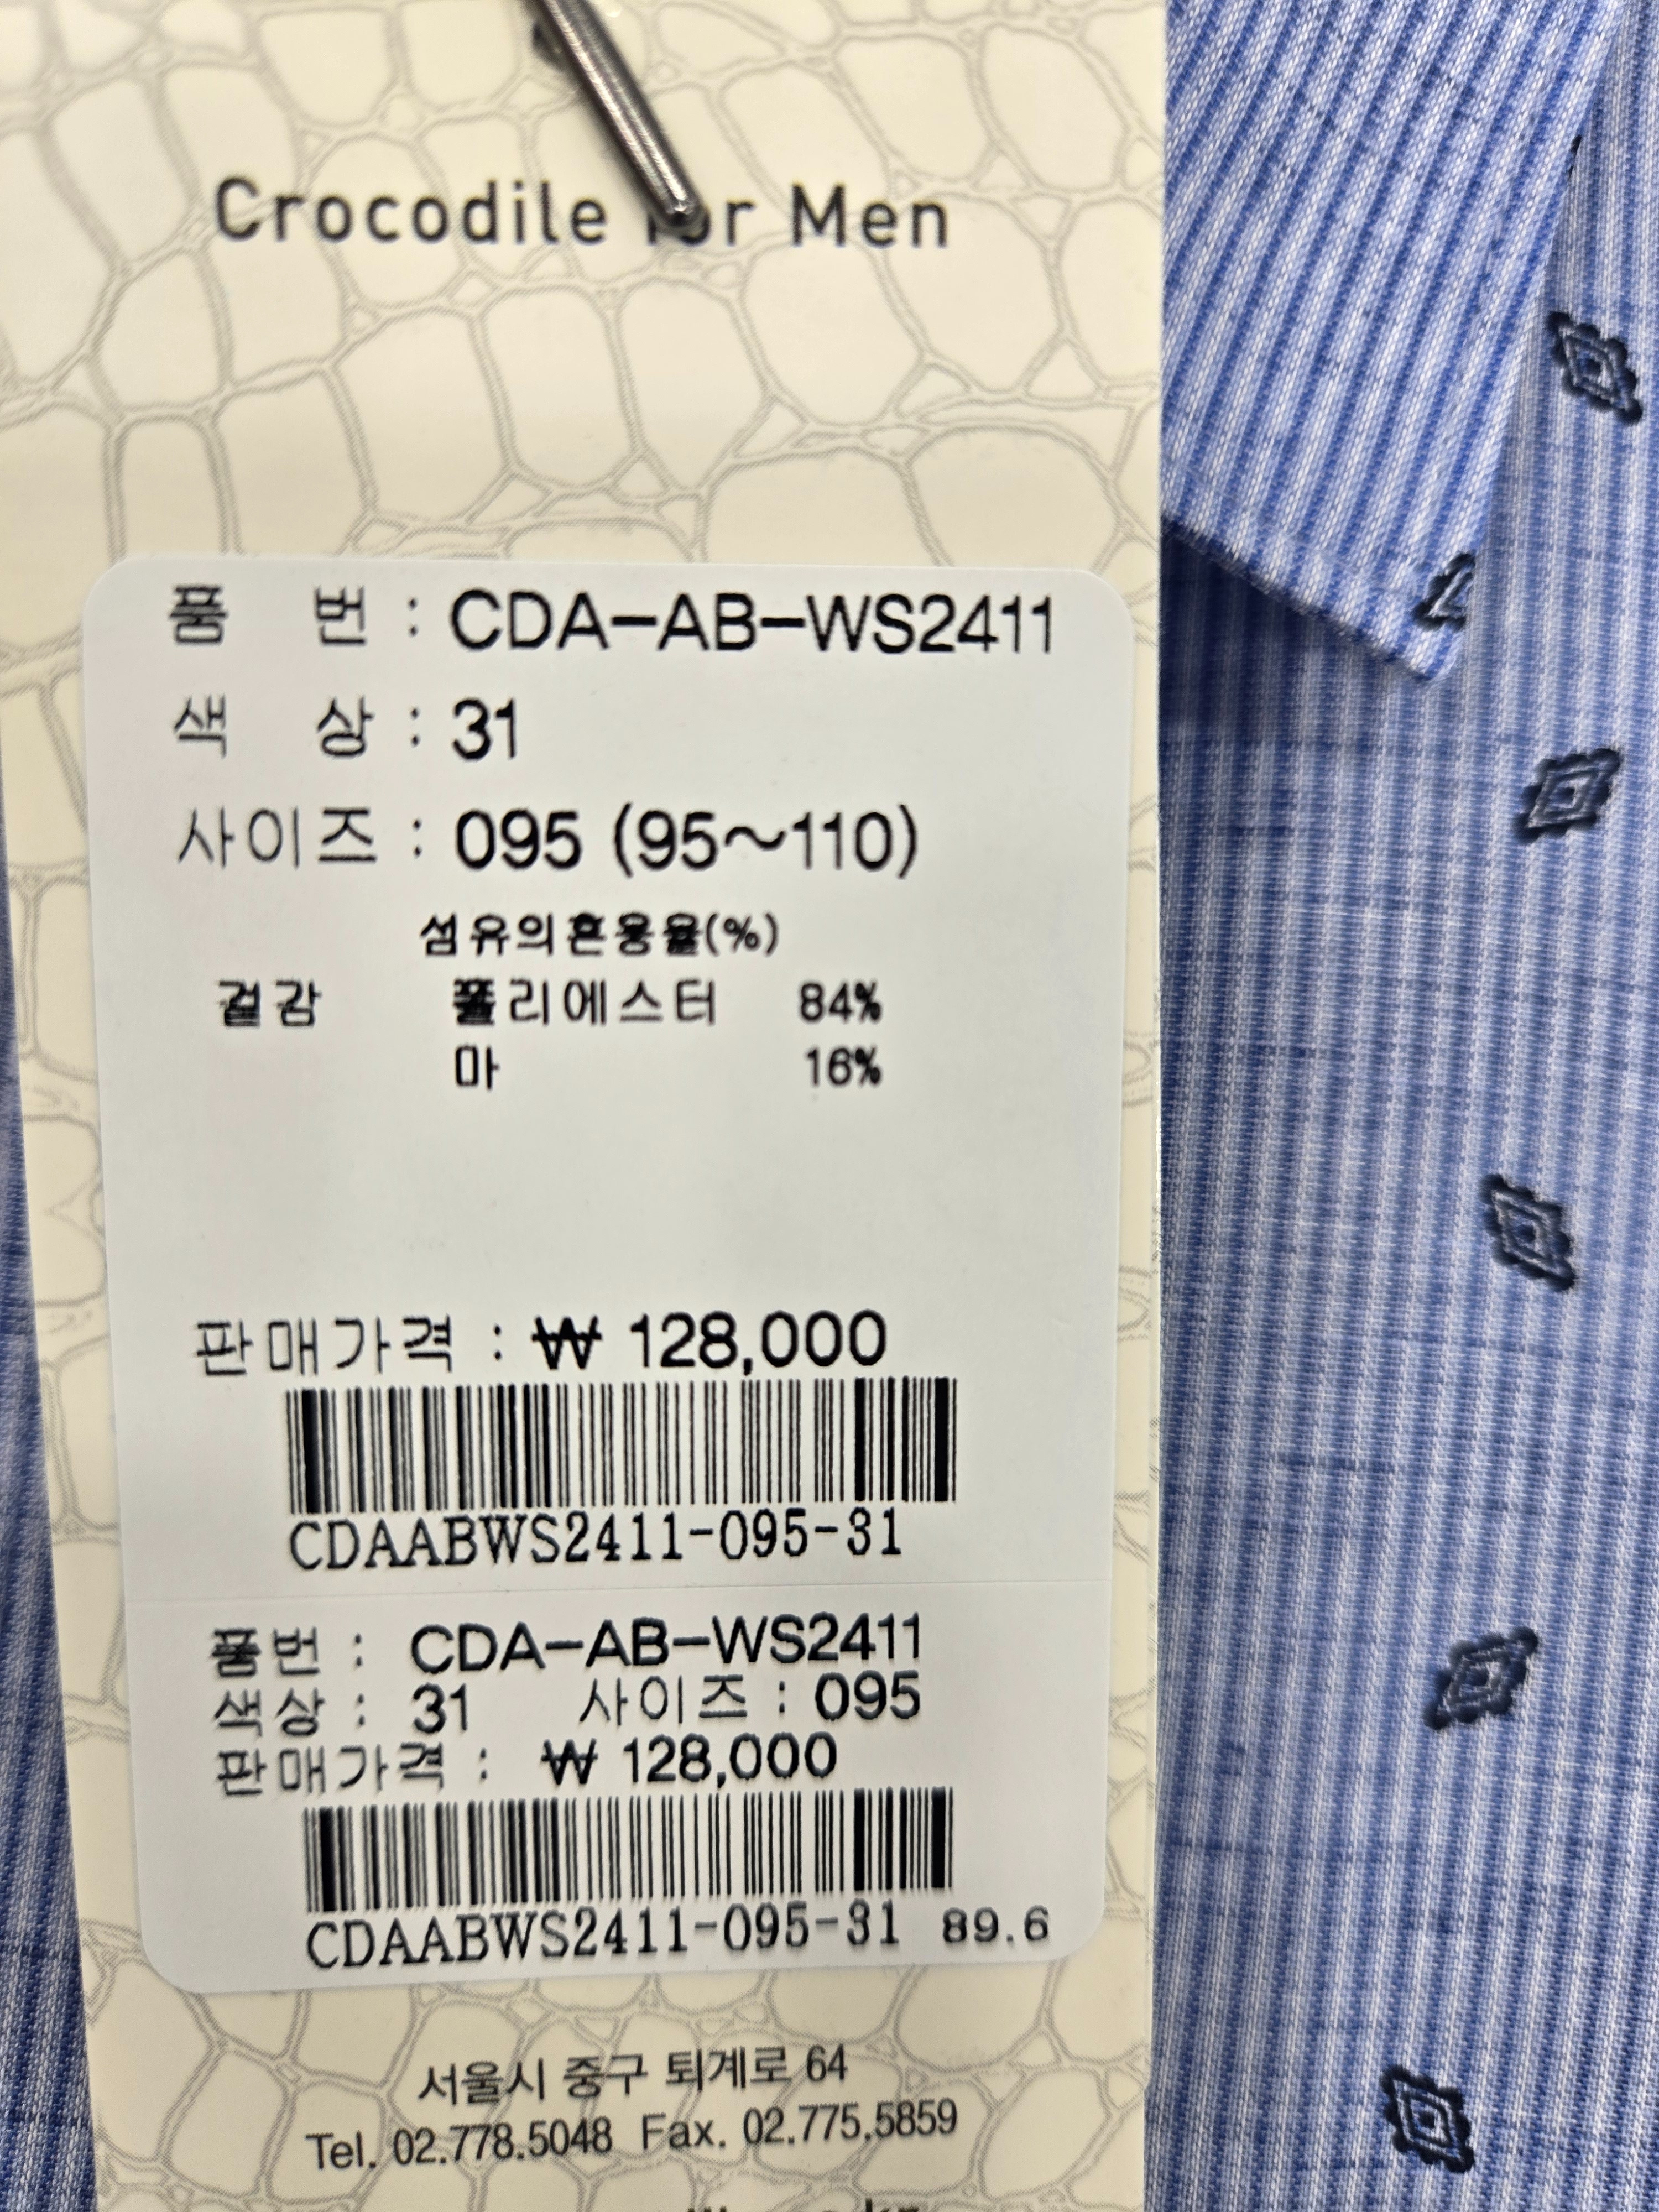 Crocodile for Men
품 번 : CDA-AB-WS2411
색 상 : 31
사이즈 : 095 (95~110)
섬유의혼용율(%)
겉감 폴리에스터 84%
마 16%
판매가격 : ₩ 128,000
CDAABWS2411-095-31
품번 : CDA-AB-WS2411
색상 : 31 사이즈 : 095
판매가격 : ₩ 128,000
CDAABWS2411-095-31 89.6
서울시 중구 퇴계로 64
Tel. 02.778.5048 Fax. 02.775.5859